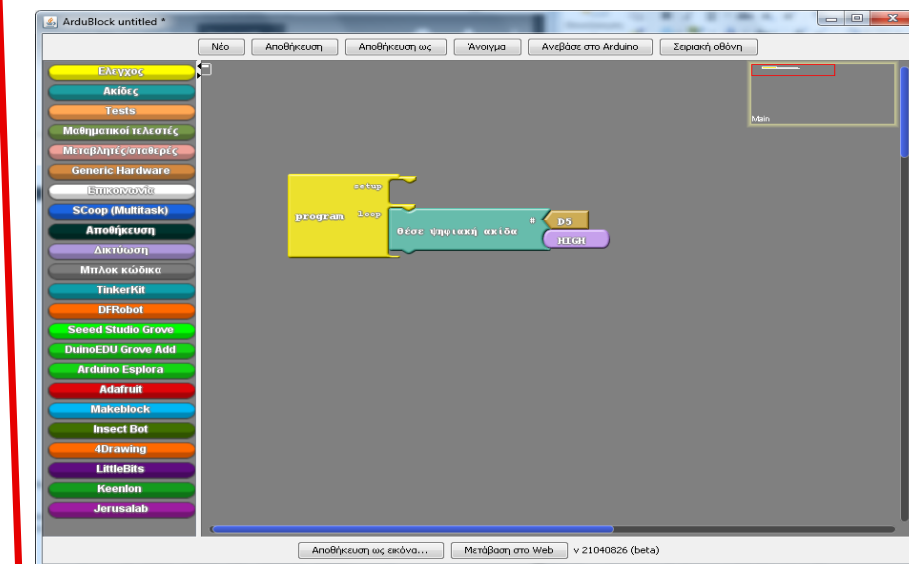 ArduBlock untitled *
Νέο
Αποθήκευση
Αποθήκευση ως
Άνοιγμα
Ανεβάσε στο Arduino
Σειριακή οθόνη
Ελεγχος
Ακίδες
Tests
Μαθηματικοί τελεστές
Μεταβλητές/σταθερές
Generic Hardware
Επικοινωνία
SCoop (Multitask)
Αποθήκευση
Δικτύωση
Μπλοκ κώδικα
TinkerKit
DFRobot
Seeed Studio Grove
DuinoEDU Grove Add
Arduino Esplora
Adafruit
Makeblock
Insect Bot
4Drawing
LittleBits
Keenlon
Jerusalab
Main
setup
program
loop
Θέσε ψηφιακή ακίδα
#
D5
HIGH
Αποθήκευση ως εικόνα...
Μετάβαση στο Web
v 21040826 (beta)